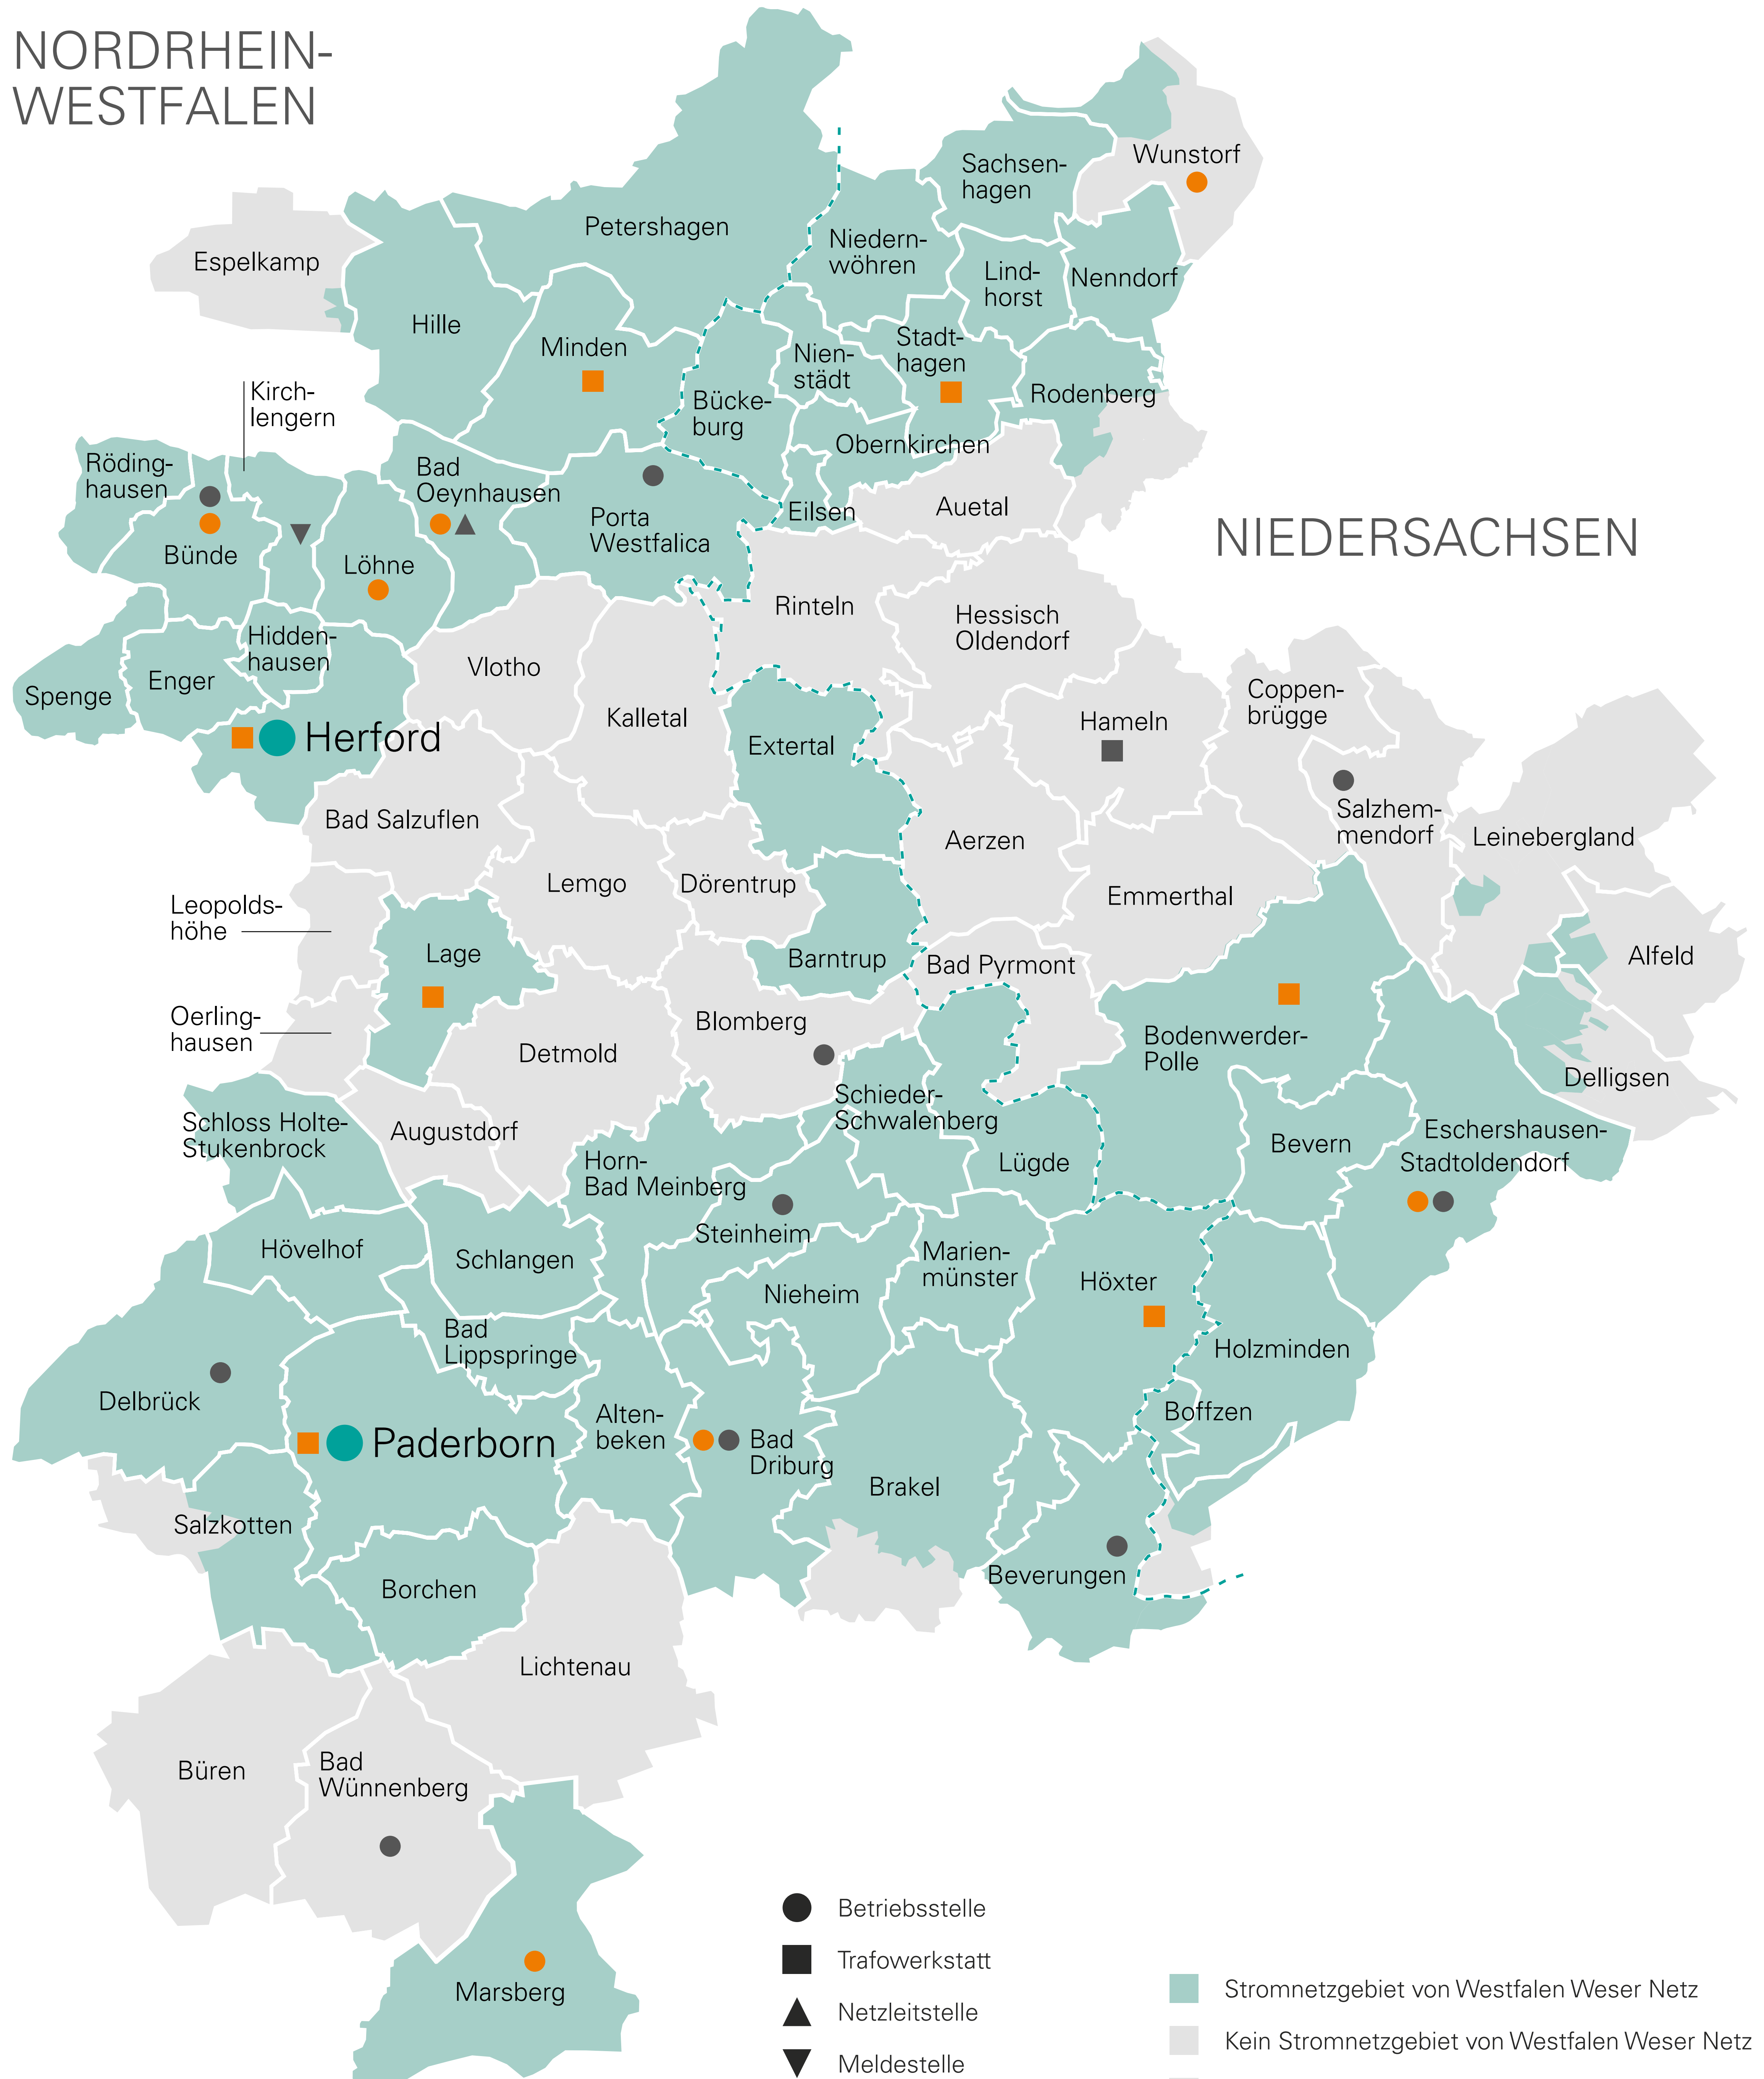 NORDRHEIN-
WESTFALEN
Wunstorf
Sachsen-
hagen
Petershagen
Niedern-
wöhren
Espelkamp
Lind-
horst
Nenndorf
Hille
Minden
Stadt-
hagen
Nien-
städt
Kirch-
lengern
Bücke-
burg
Rodenberg
Obernkirchen
Röding-
hausen
Bad
Oeynhausen
Eilsen
Auetal
Porta
Westfalica
NIEDERSACHSEN
Bünde
Löhne
Rinteln
Hessisch
Oldendorf
Hidden-
hausen
Vlotho
Enger
Spenge
Coppen-
brügge
Kalletal
Hameln
Herford
Extertal
Bad Salzuflen
Salzhem-
mendorf
Leinebergland
Aerzen
Lemgo
Dörentrup
Emmerthal
Leopolds-
höhe
Lage
Barntrup
Bad Pyrmont
Alfeld
Oerling-
hausen
Blomberg
Detmold
Bodenwerder-
Polle
Delligsen
Schieder-
Schwalenberg
Schloss Holte-
Stukenbrock
Augustdorf
Bevern
Eschershausen-
Stadtoldendorf
Horn-
Bad Meinberg
Lügde
Steinheim
Hövelhof
Schlangen
Marien-
münster
Höxter
Nieheim
Bad
Lippspringe
Holzminden
Delbrück
Alten-
beken
Boffzen
Paderborn
Bad
Driburg
Brakel
Salzkotten
Borchen
Beverungen
Lichtenau
Büren
Bad
Wünnenberg
Marsberg
Betriebsstelle
Trafowerkstatt
Netzleitstelle
Meldestelle
Stromnetzgebiet von Westfalen Weser Netz
Kein Stromnetzgebiet von Westfalen Weser Netz